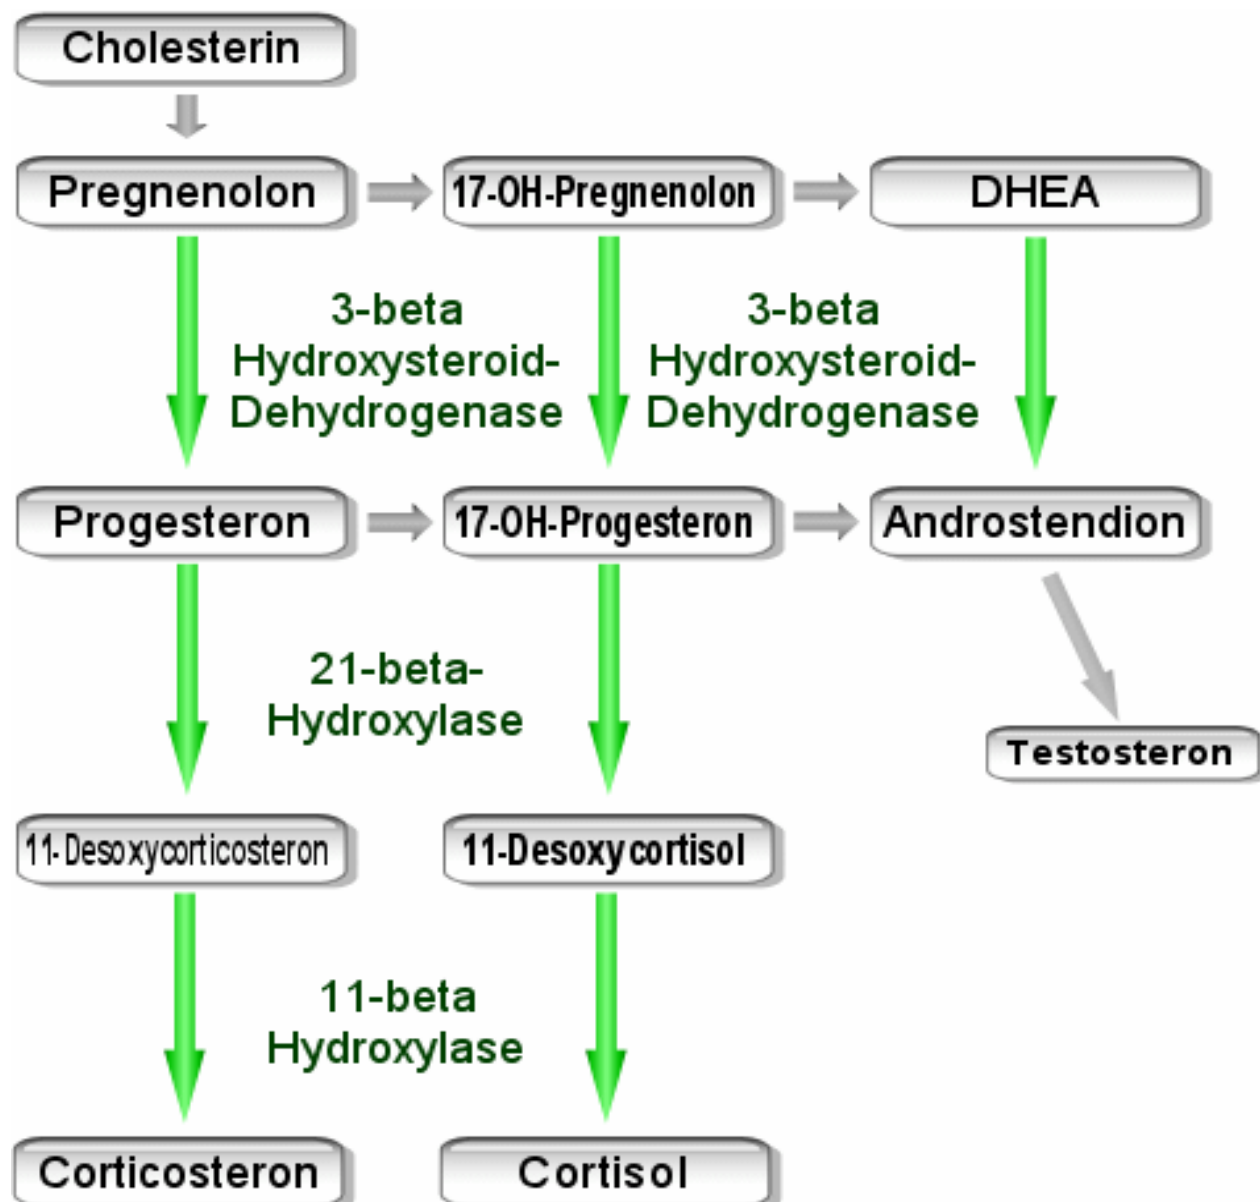 Cholesterin
Pregnenolon
17-OH-Pregnenolon
DHEA
3-beta
Hydroxysteroid-
Dehydrogenase
3-beta
Hydroxysteroid-
Dehydrogenase
Progesteron
17-OH-Progesteron
Androstendion
21-beta-
Hydroxylase
Testosteron
11-Desoxycorticosteron
11-Desoxycortisol
11-beta
Hydroxylase
Corticosteron
Cortisol